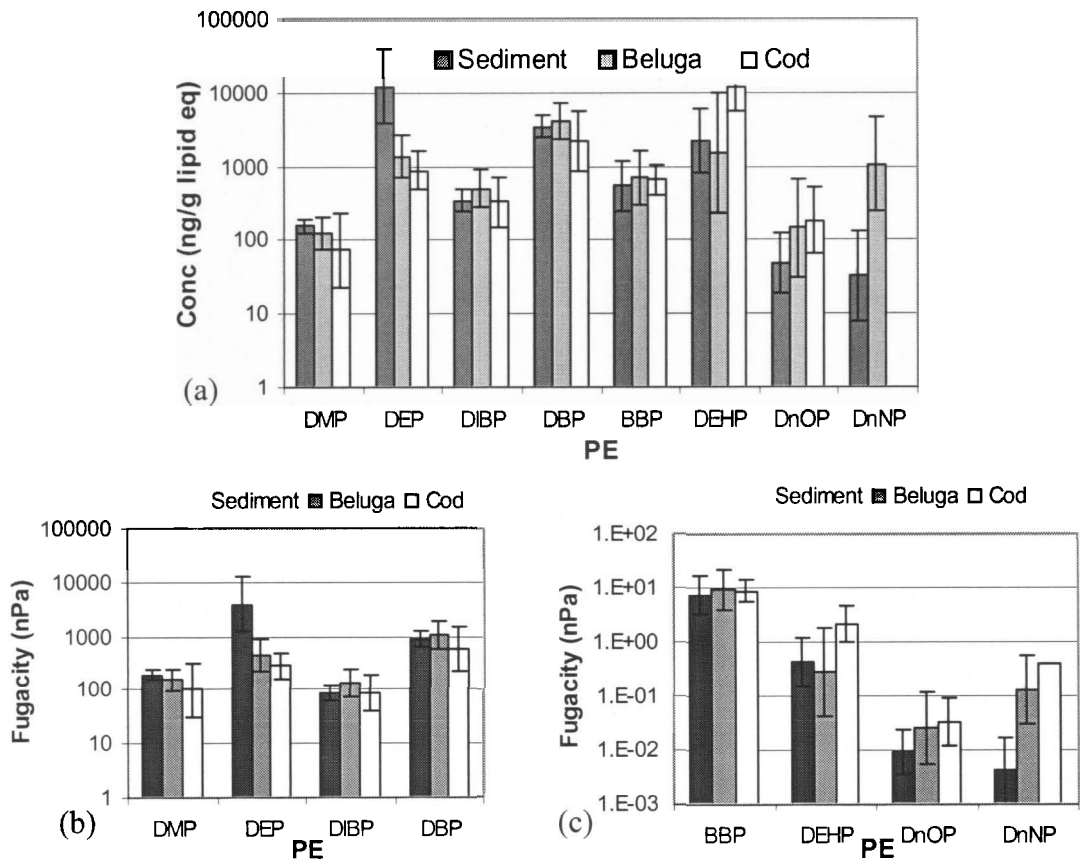 100000
Sediment Beluga Cod
10000
1000
100
10
1
Conc (ng/g lipid eq)
(a)
DMP DEP DIBP DBP BBP DEHP DnOP DnNP
PE
Sediment Beluga Cod
100000
10000
1000
100
10
1
Fugacity (nPa)
(b)
DMP DEP DIBP DBP
PE
Sediment Beluga Cod
1.E+02
1.E+01
1.E+00
1.E-01
1.E-02
1.E-03
Fugacity (nPa)
(c)
BBP DEHP DnOP DnNP
PE